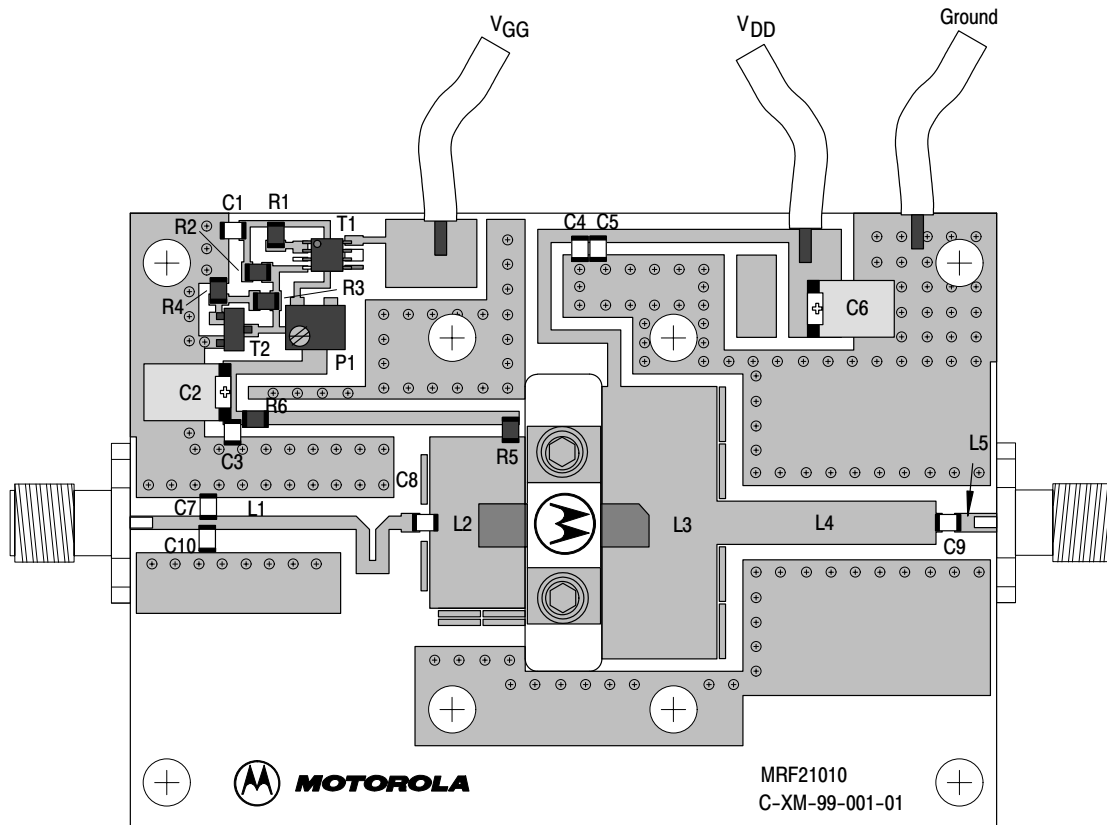 VGG
VDD
Ground
C1
R1
T1
C4
C5
R2
R4
R3
C6
T2
P1
C2
R6
C3
R5
C8
L5
C7
L1
L2
L3
L4
C10
C9
MOTOROLA
MRF21010
C-XM-99-001-01